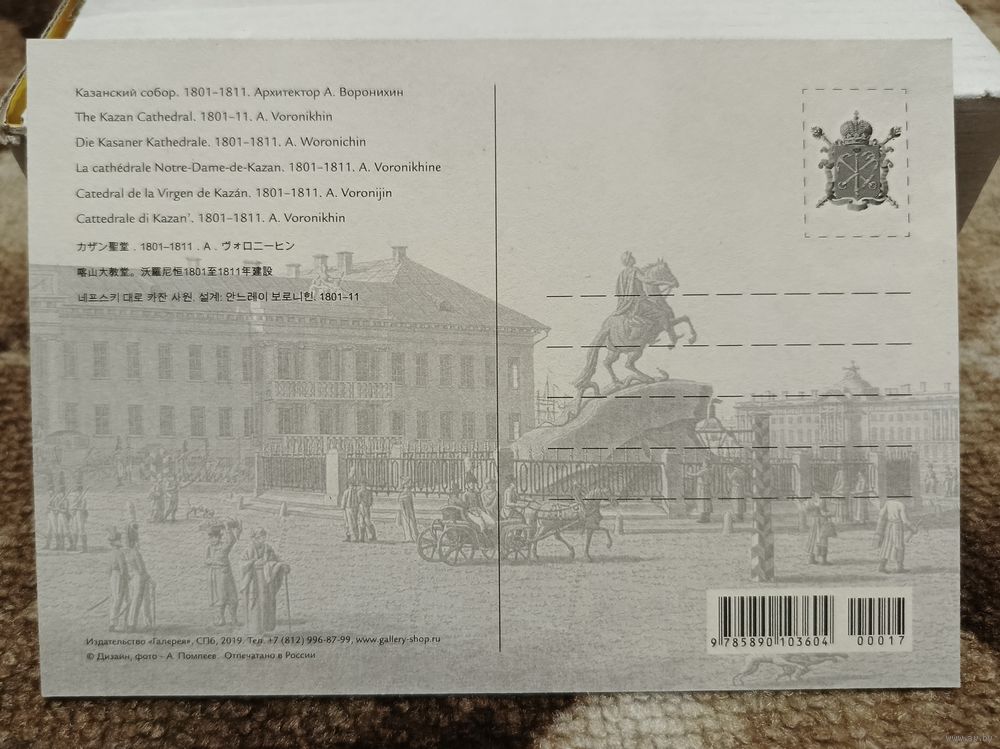 Казанский собор. 1801–1811. Архитектор А. Воронихин
The Kazan Cathedral. 1801–11. A. Voronikhin
Die Kasaner Kathedrale. 1801–1811. A. Woronichin
La cathédrale Notre-Dame-de-Kazan. 1801–1811. A. Voronikhine
Catedral de la Virgen de Kazán. 1801–1811. A. Voronijin
Cattedrale di Kazan’. 1801–1811. A. Voronikhin
カザン聖堂 . 1801–1811 . A . ヴォロニーヒン
喀山大教堂。沃羅尼恒1801至1811年建設
네프스키 대로 카잔 사원. 설계: 안느레이 보로니힌. 1801–11
Издательство «Галерея», СПб, 2019. Тел. +7 (812) 996-87-99, www.gallery-shop.ru
© Дизайн, фото - А. Помпеев. Отпечатано в России
9 785890 103604
00017
www.ay.by